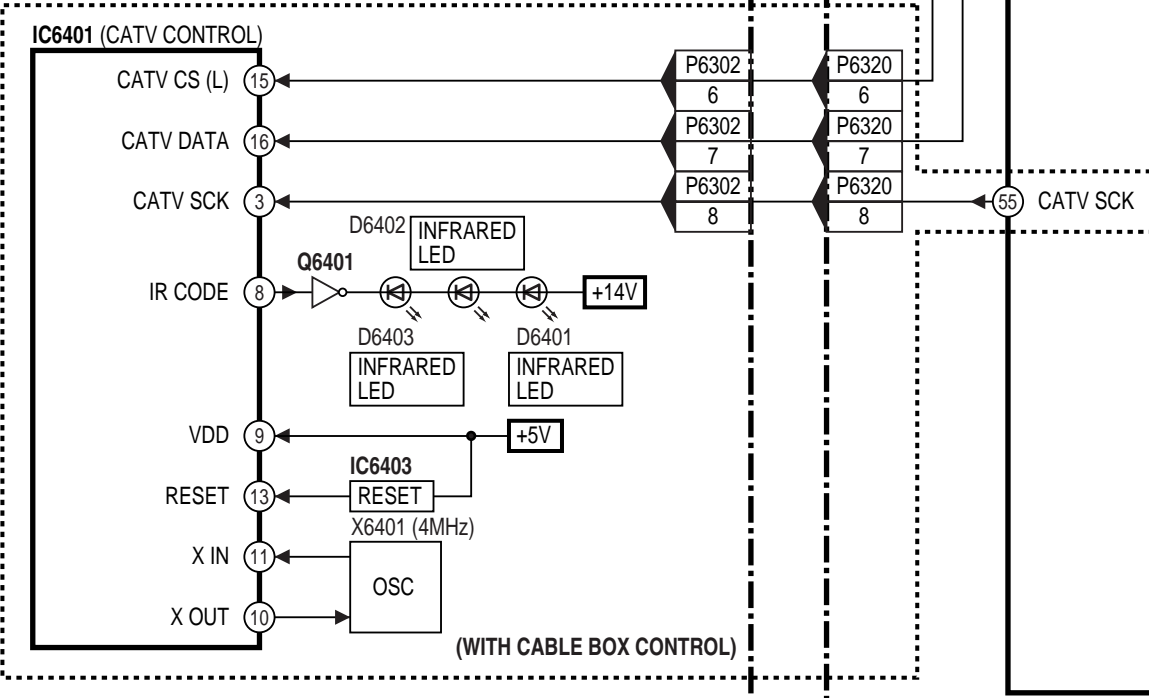 IC6401 (CATV CONTROL)
CATV CS (L) 15
P6302
6
P6320
6
CATV DATA 16
P6302
7
P6320
7
CATV SCK 3
P6302
8
P6320
8
55 CATV SCK
D6402
INFRARED
LED
Q6401
IR CODE 8
+14V
D6403
INFRARED
LED
D6401
INFRARED
LED
VDD 9
+5V
IC6403
RESET 13
RESET
X6401 (4MHz)
X IN 11
OSC
X OUT 10
(WITH CABLE BOX CONTROL)